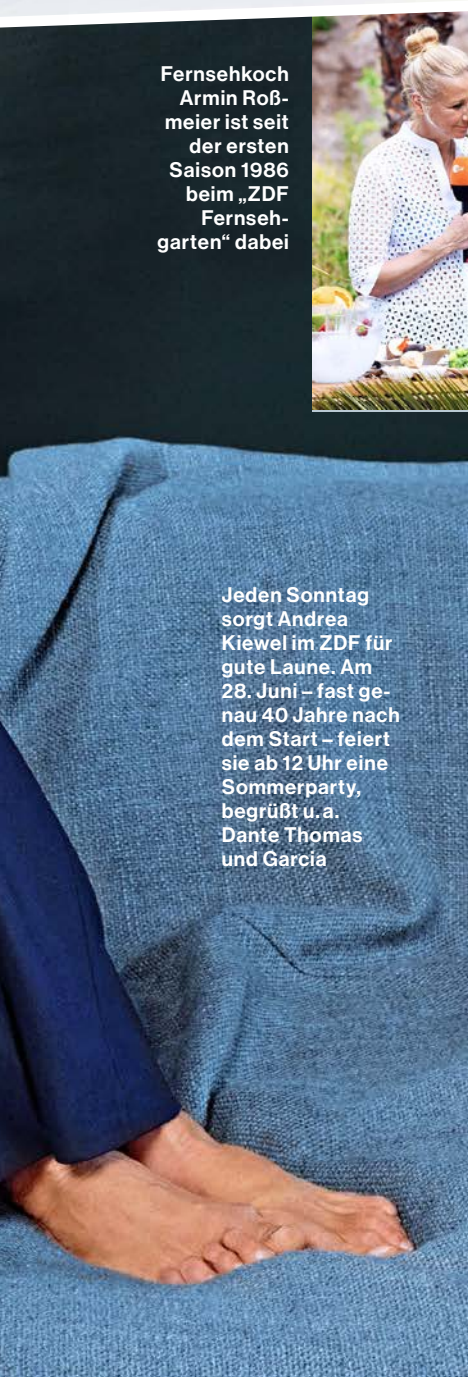 Fernsehkoch
Armin Roß-
meier ist seit
der ersten
Saison 1986
beim „ZDF
Fernseh-
garten“ dabei
Jeden Sonntag
sorgt Andrea
Kiewel im ZDF für
gute Laune. Am
28. Juni – fast ge-
nau 40 Jahre nach
dem Start – feiert
sie ab 12 Uhr eine
Sommerparty,
begrüßt u. a.
Dante Thomas
und Garcia